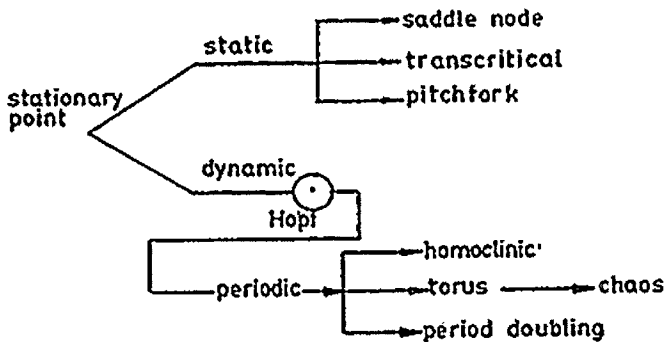 saddle node
static
transcritical
stationary
point
pitchfork
dynamic
Hopf
homoclinic
periodic
torus
chaos
period doubling